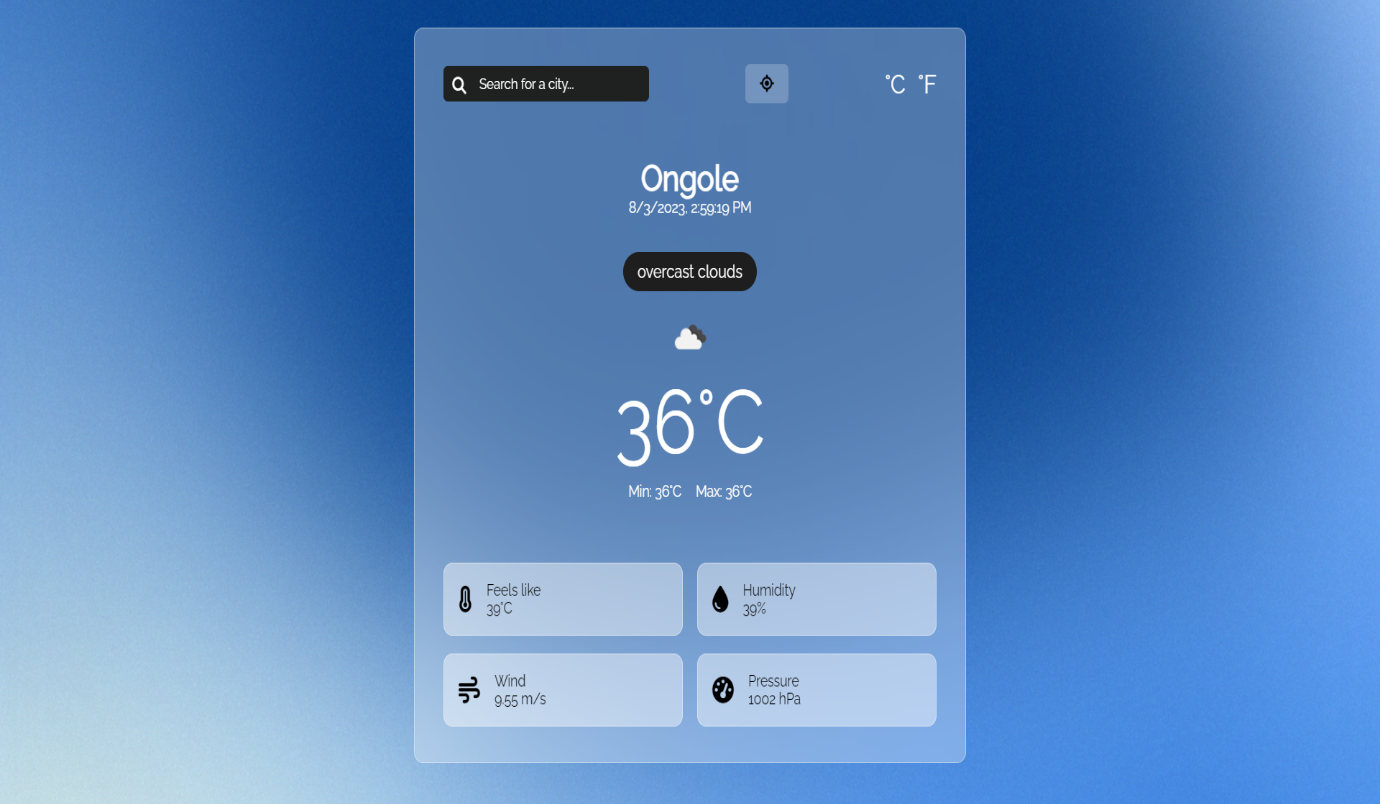 Search for a city...
°C °F
Ongole
8/3/2023, 2:59:19 PM
overcast clouds
36°C
Min: 36°C Max: 36°C
Feels like
39°C
Humidity
39%
Wind
9.55 m/s
Pressure
1002 hPa